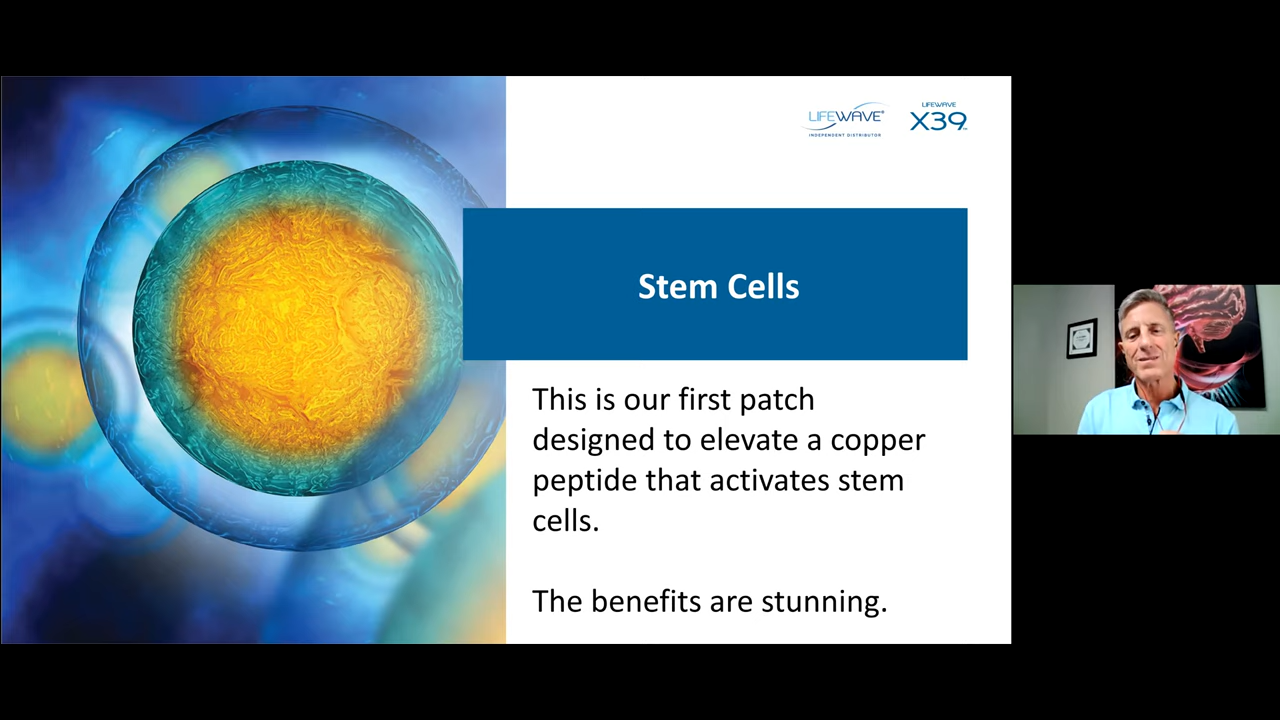 LIFEWAVE®
INDEPENDENT DISTRIBUTOR
LIFEWAVE
X39™
Stem Cells
This is our first patch
designed to elevate a copper
peptide that activates stem
cells.
The benefits are stunning.